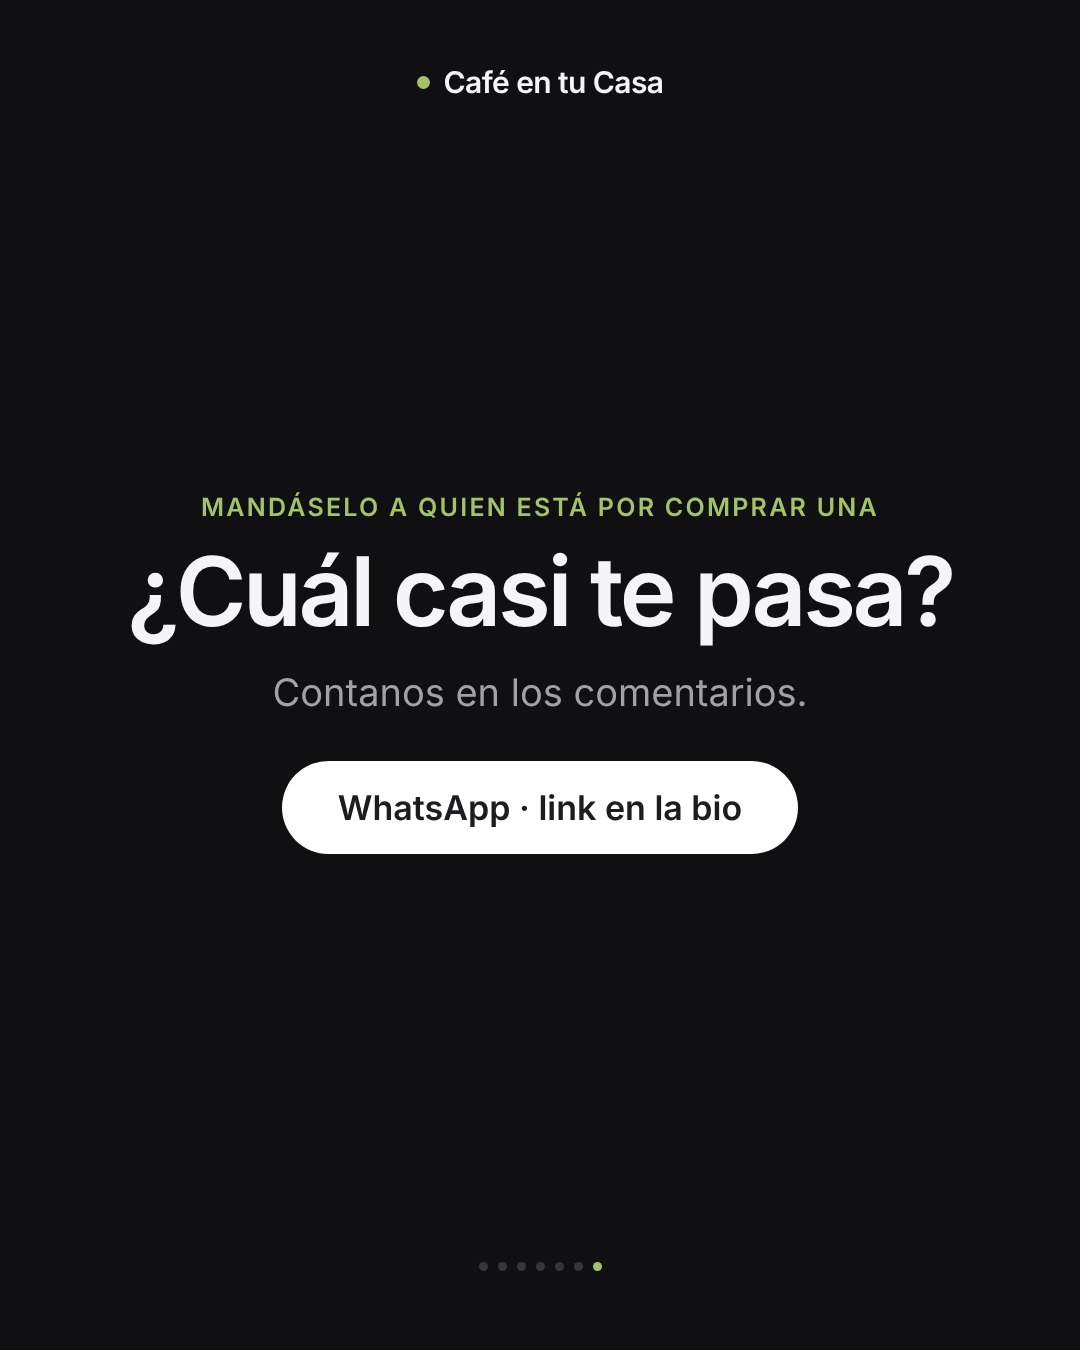 Café en tu Casa
MANDÁSELO A QUIEN ESTÁ POR COMPRAR UNA
¿Cuál casi te pasa?
Contanos en los comentarios.
WhatsApp · link en la bio